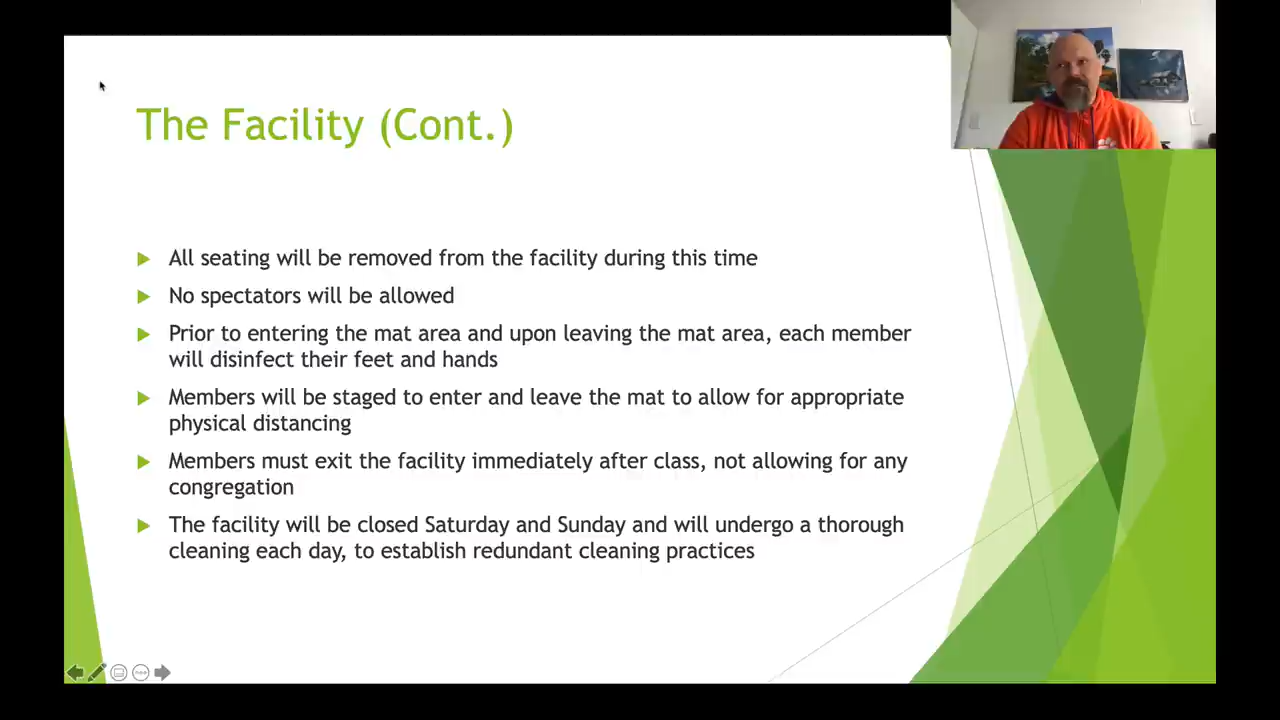 The Facility (Cont.)
All seating will be removed from the facility during this time
No spectators will be allowed
Prior to entering the mat area and upon leaving the mat area, each member
will disinfect their feet and hands
Members will be staged to enter and leave the mat to allow for appropriate
physical distancing
Members must exit the facility immediately after class, not allowing for any
congregation
The facility will be closed Saturday and Sunday and will undergo a thorough
cleaning each day, to establish redundant cleaning practices